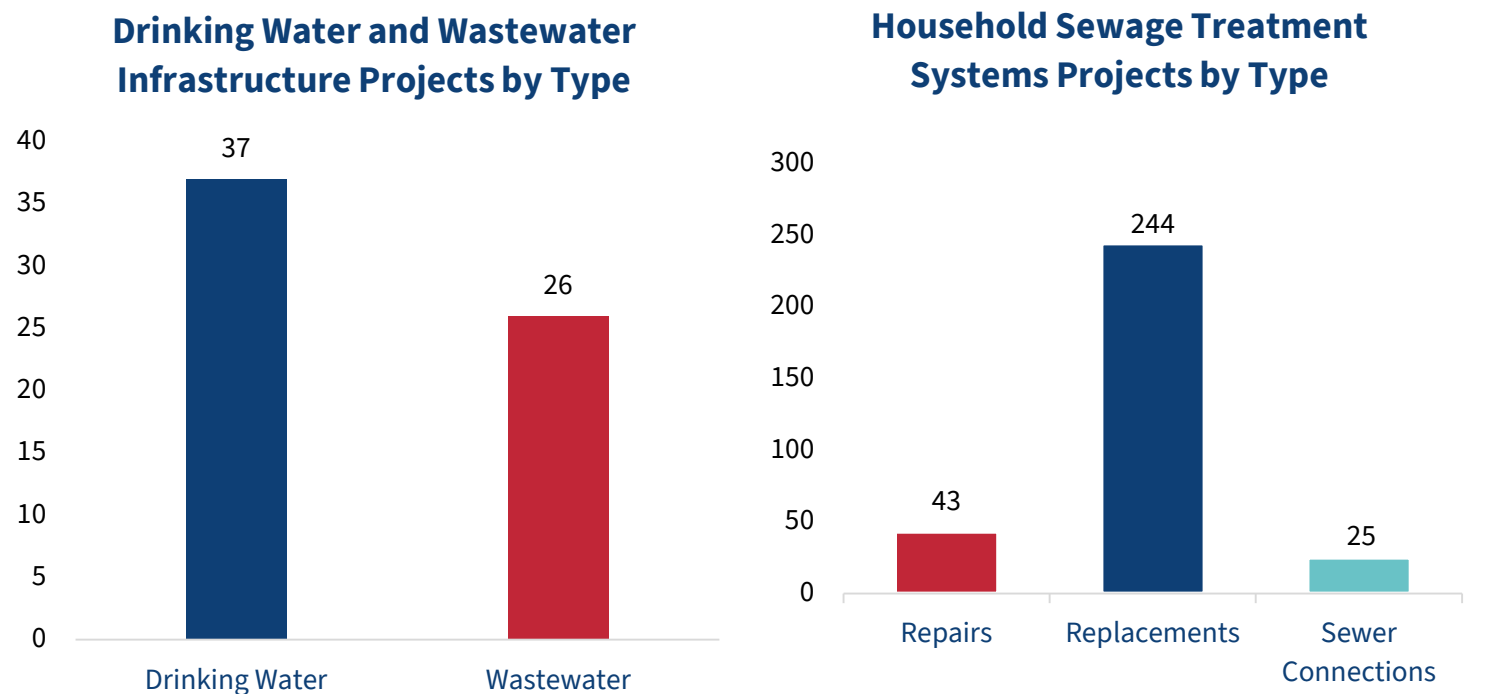 Drinking Water and Wastewater
Infrastructure Projects by Type
40
35
30
25
20
15
10
5
0
37
26
Drinking Water
Wastewater
Household Sewage Treatment
Systems Projects by Type
300
250
200
150
100
50
0
43
244
25
Repairs
Replacements
Sewer
Connections